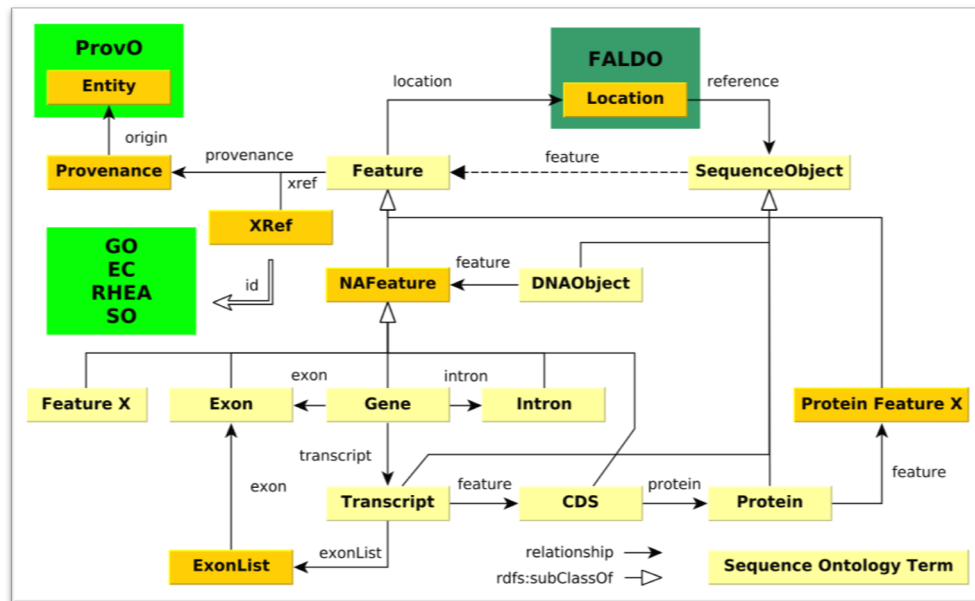 ProvO
Entity
origin
Provenance
provenance
xref
XRef
location
FALDO
Location
reference
Feature
feature
SequenceObject
GO
EC
RHEA
SO
id
NAFeature
feature
DNAObject
Feature X
Exon
exon
Gene
intron
Intron
Protein Feature X
transcript
exon
Transcript
feature
CDS
protein
Protein
feature
ExonList
exonList
relationship
rdfs:subClassOf
Sequence Ontology Term